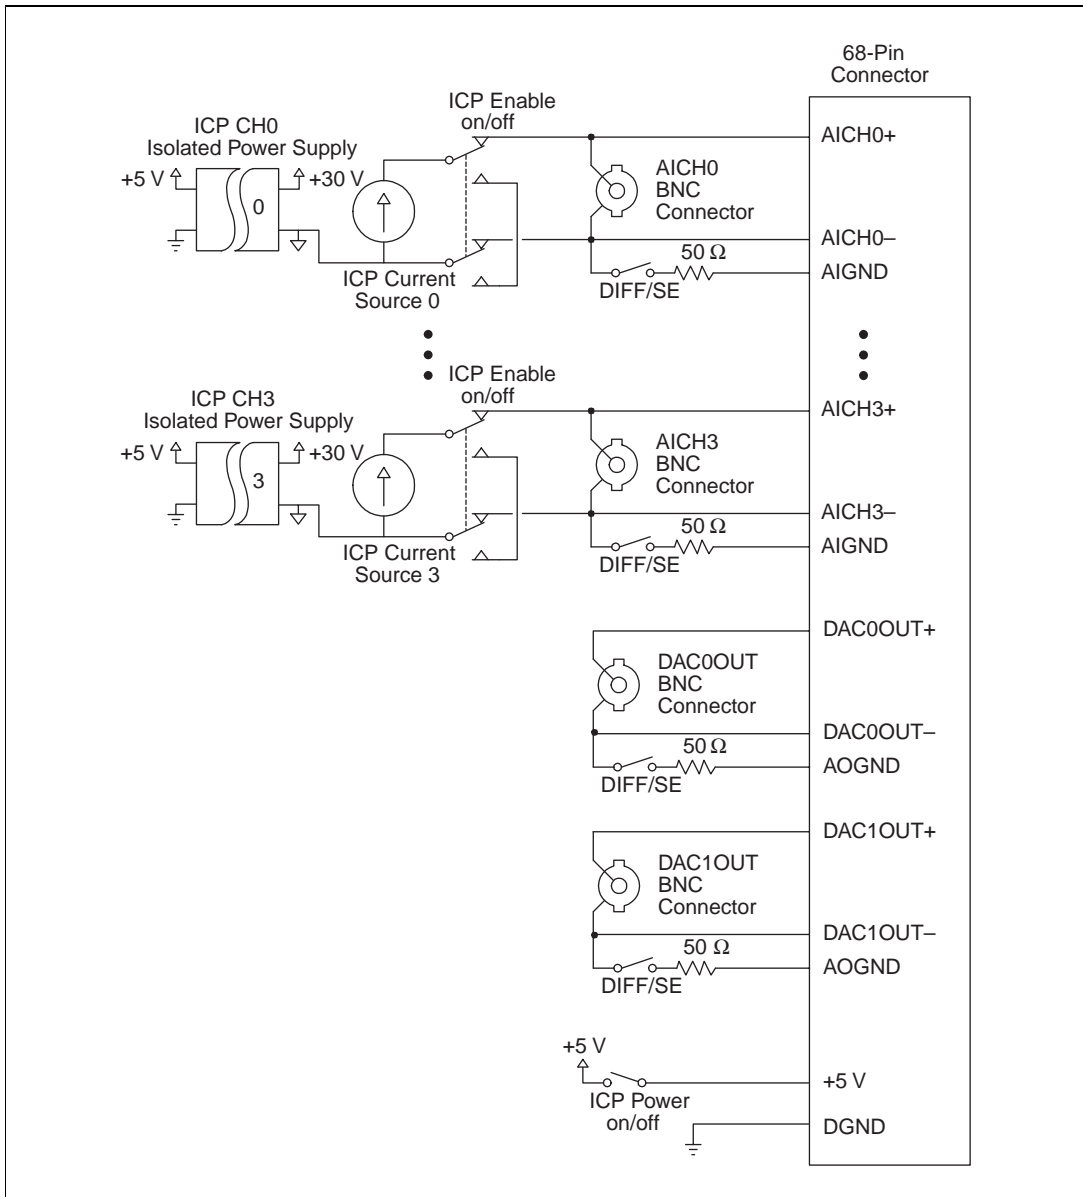 68-Pin
Connector
ICP Enable
on/off
ICP CH0
Isolated Power Supply
+5 V
+30 V
0
ICP Current
Source 0
AICH0
BNC
Connector
AICH0+
AICH0–
50 Ω
DIFF/SE
AIGND
ICP Enable
on/off
ICP CH3
Isolated Power Supply
+5 V
+30 V
3
ICP Current
Source 3
AICH3
BNC
Connector
AICH3+
AICH3–
50 Ω
DIFF/SE
AIGND
DAC0OUT+
DAC0OUT
BNC
Connector
DAC0OUT–
50 Ω
DIFF/SE
AOGND
DAC1OUT+
DAC1OUT
BNC
Connector
DAC1OUT–
50 Ω
DIFF/SE
AOGND
+5 V
ICP Power
on/off
+5 V
DGND